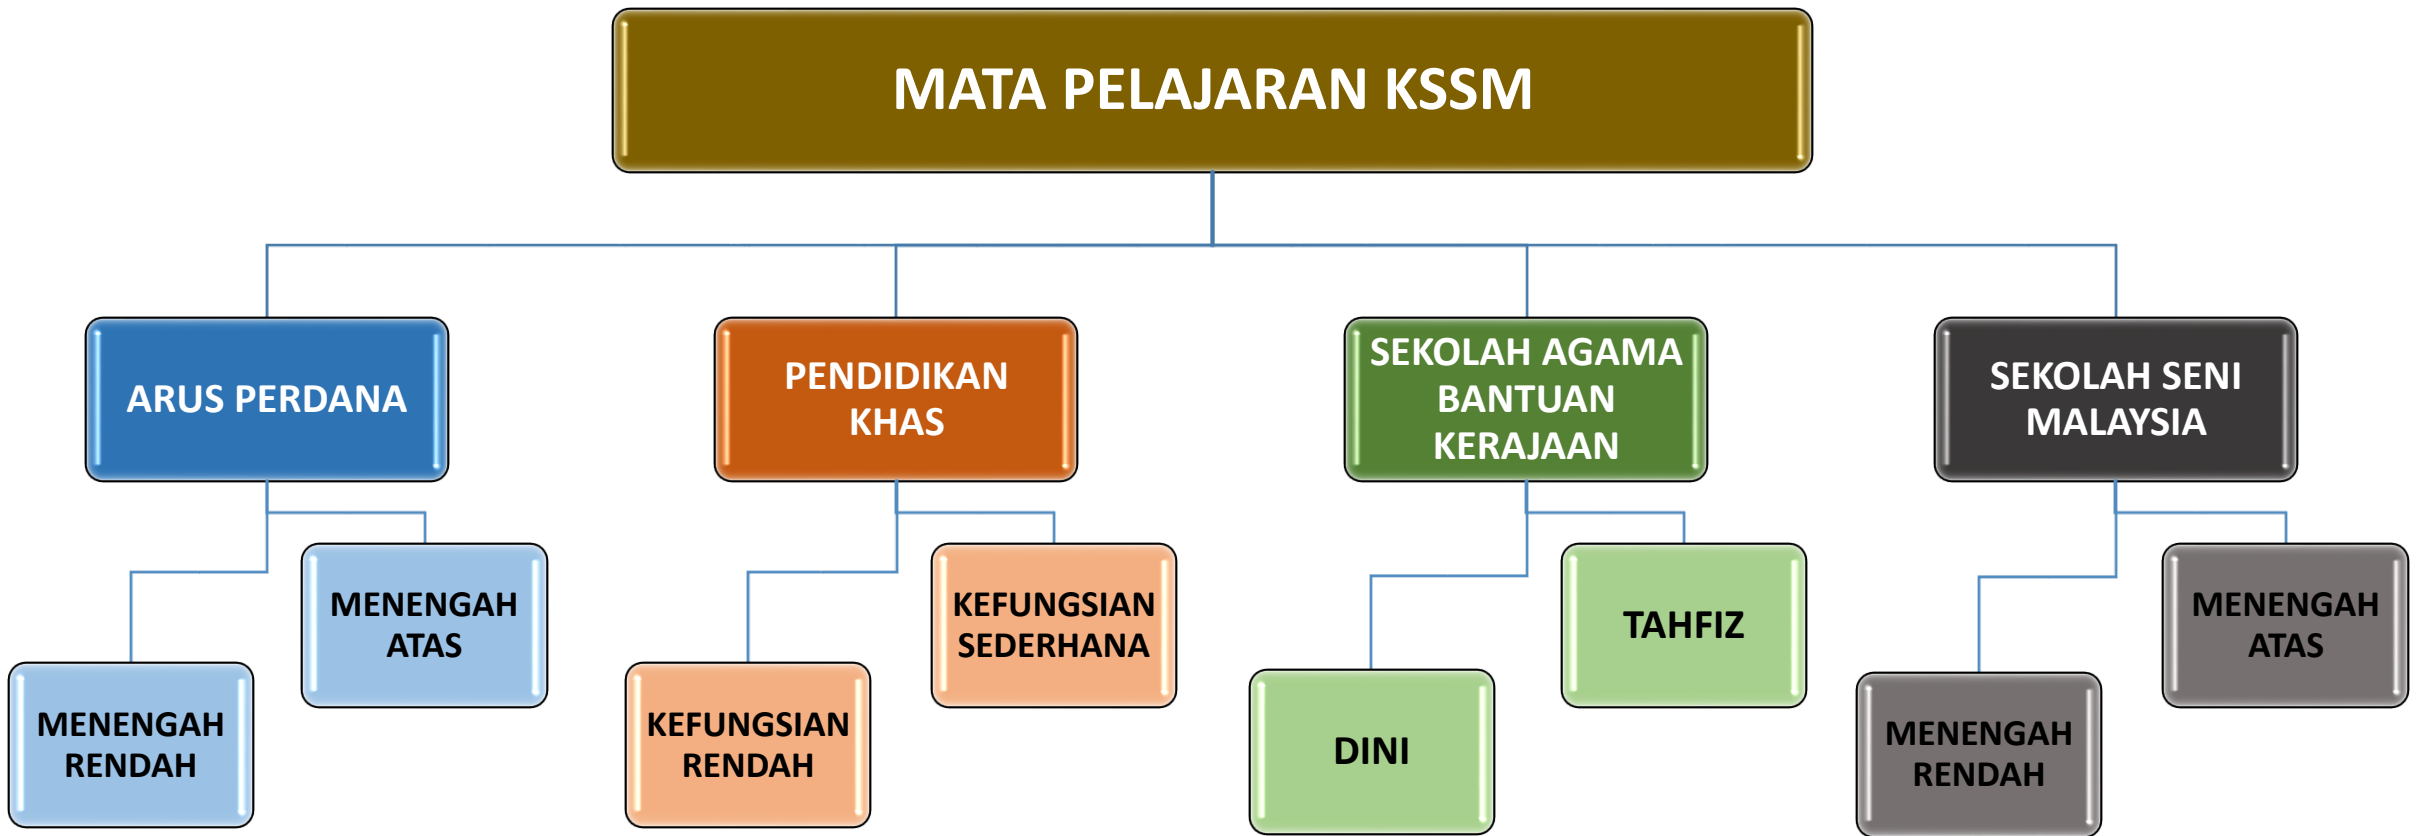 MATA PELAJARAN KSSM
ARUS PERDANA
PENDIDIKAN
KHAS
SEKOLAH AGAMA
BANTUAN
KERAJAAN
SEKOLAH SENI
MALAYSIA
MENENGAH
RENDAH
MENENGAH
ATAS
KEFUNGSIAN
RENDAH
KEFUNGSIAN
SEDERHANA
DINI
TAHFIZ
MENENGAH
RENDAH
MENENGAH
ATAS